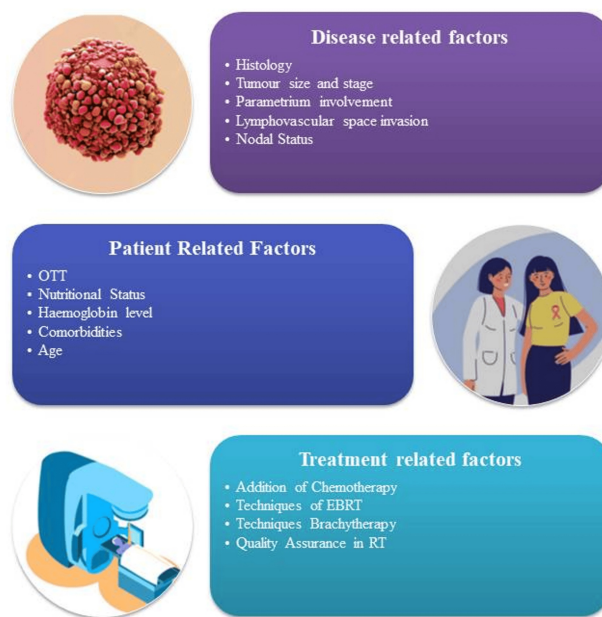 Disease related factors
• Histology
• Tumour size and stage
• Parametrium involvement
• Lymphovascular space invasion
• Nodal Status
Patient Related Factors
• OTT
• Nutritional Status
• Haemoglobin level
• Comorbidities
• Age
Treatment related factors
• Addition of Chemotherapy
• Techniques of EBRT
• Techniques Brachytherapy
• Quality Assurance in RT